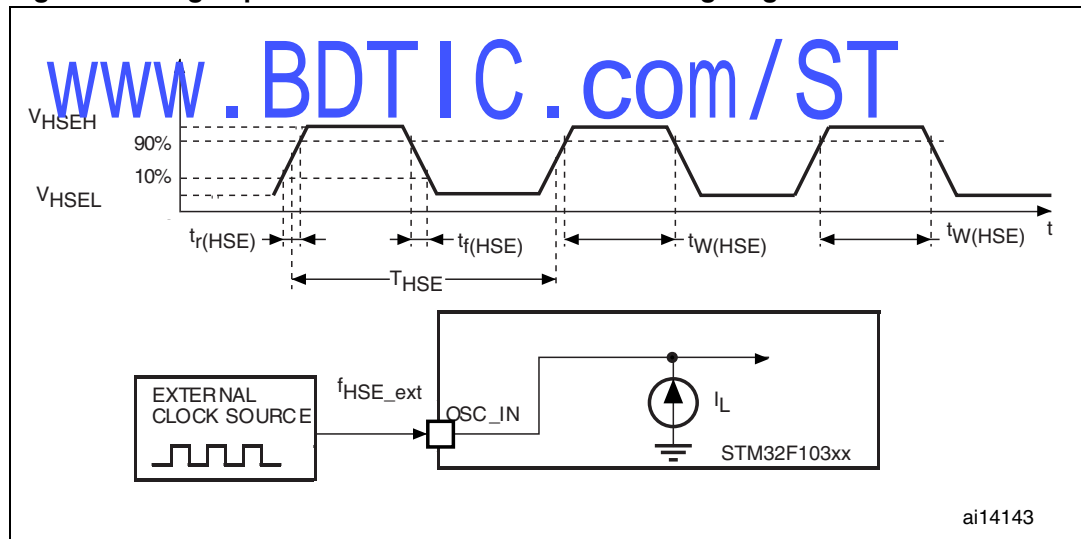 www.BDTIC.com/ST
VHSEH
90%
10%
VHSEL
tr(HSE)
tf(HSE)
tW(HSE)
tW(HSE)
t
THSE
EXTERNAL
CLOCK SOURCE
fHSE_ext
OSC_IN
IL
STM32F103xx
ai14143